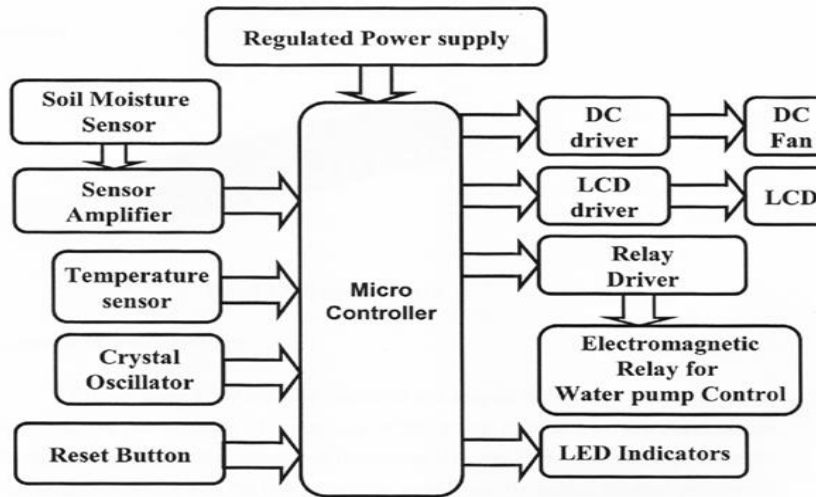 Regulated Power supply
Soil Moisture
Sensor
Sensor
Amplifier
Temperature
sensor
Crystal
Oscillator
Reset Button
Micro
Controller
DC
driver
DC
Fan
LCD
driver
LCD
Relay
Driver
Electromagnetic
Relay for
Water pump Control
LED Indicators